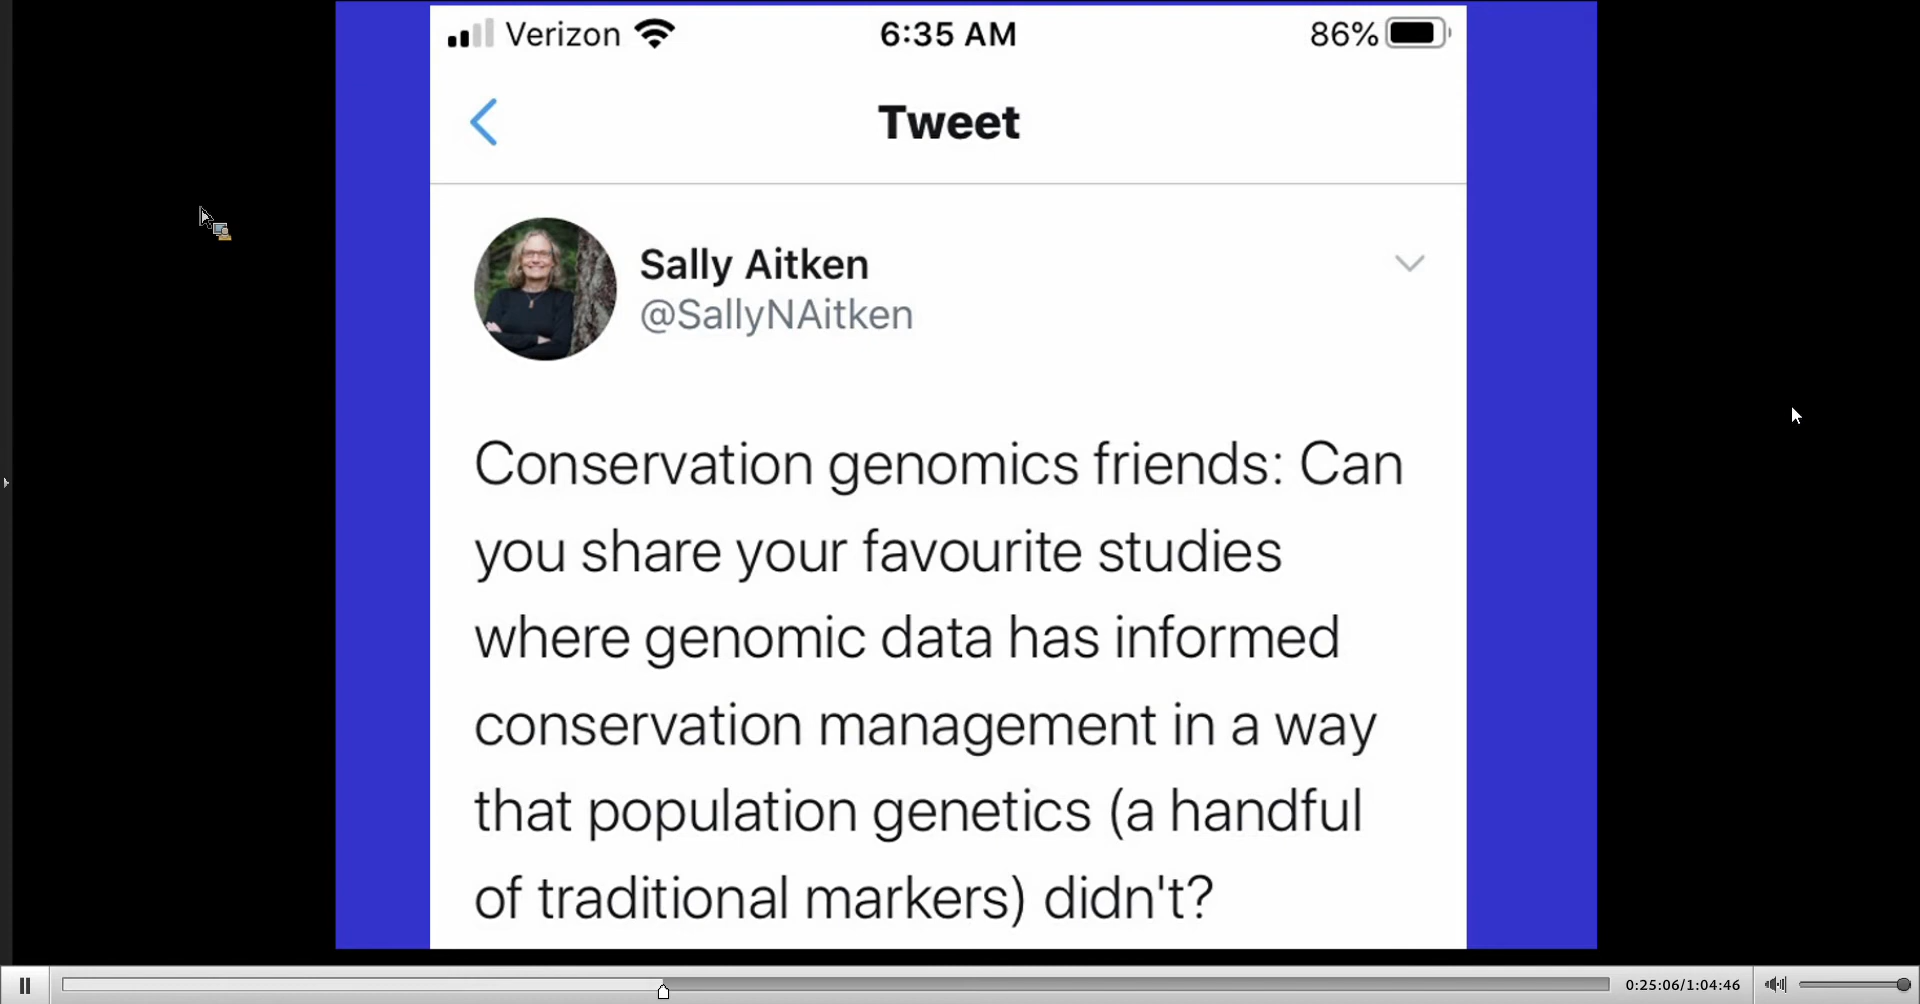 Verizon 6:35 AM 86%
Tweet
Sally Aitken
@SallyNAitken
Conservation genomics friends: Can
you share your favourite studies
where genomic data has informed
conservation management in a way
that population genetics (a handful
of traditional markers) didn't?
0:25:06/1:04:46